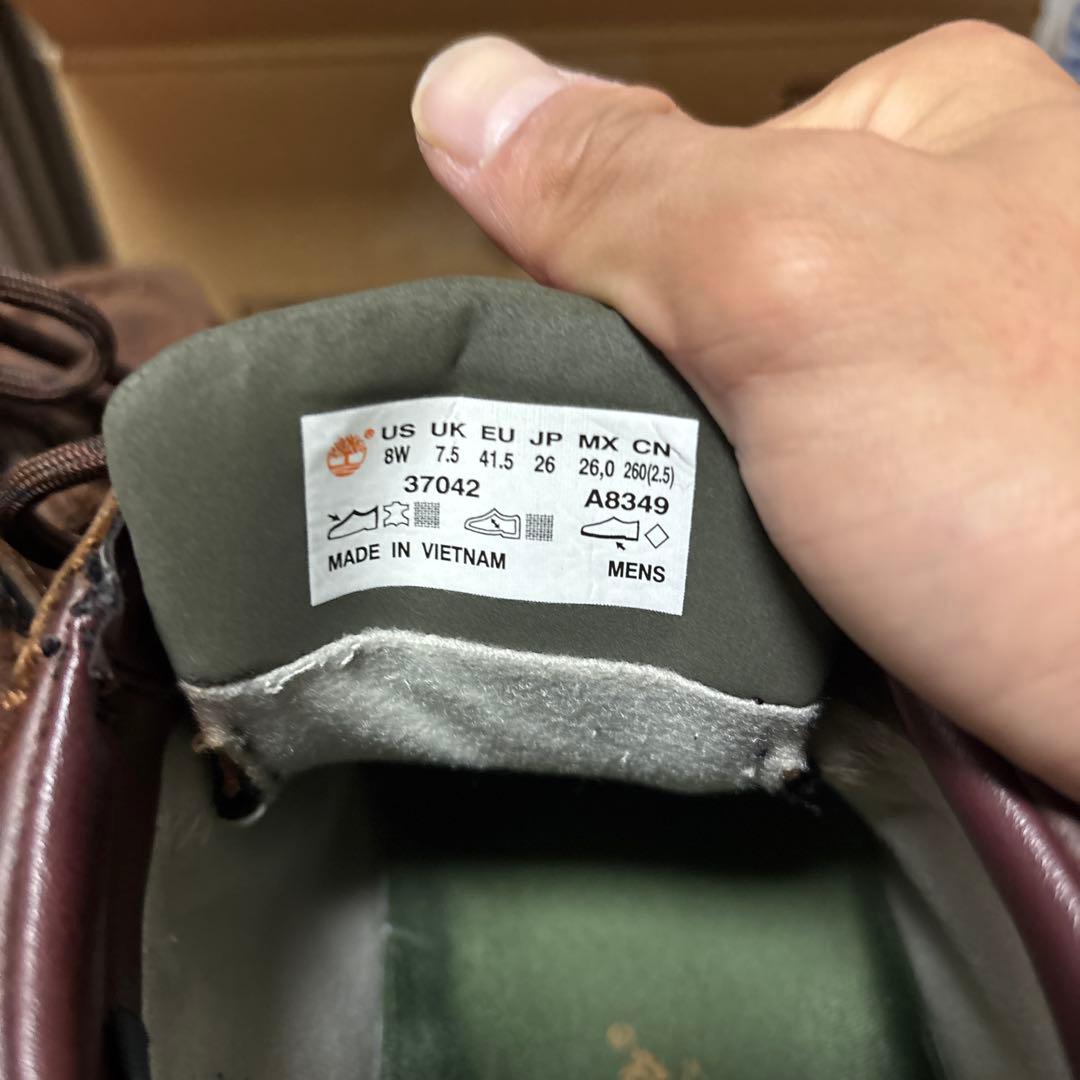 US UK EU JP MX CN
8W 7.5 41.5 26 26,0 260(2.5)
37042 A8349
MADE IN VIETNAM MENS